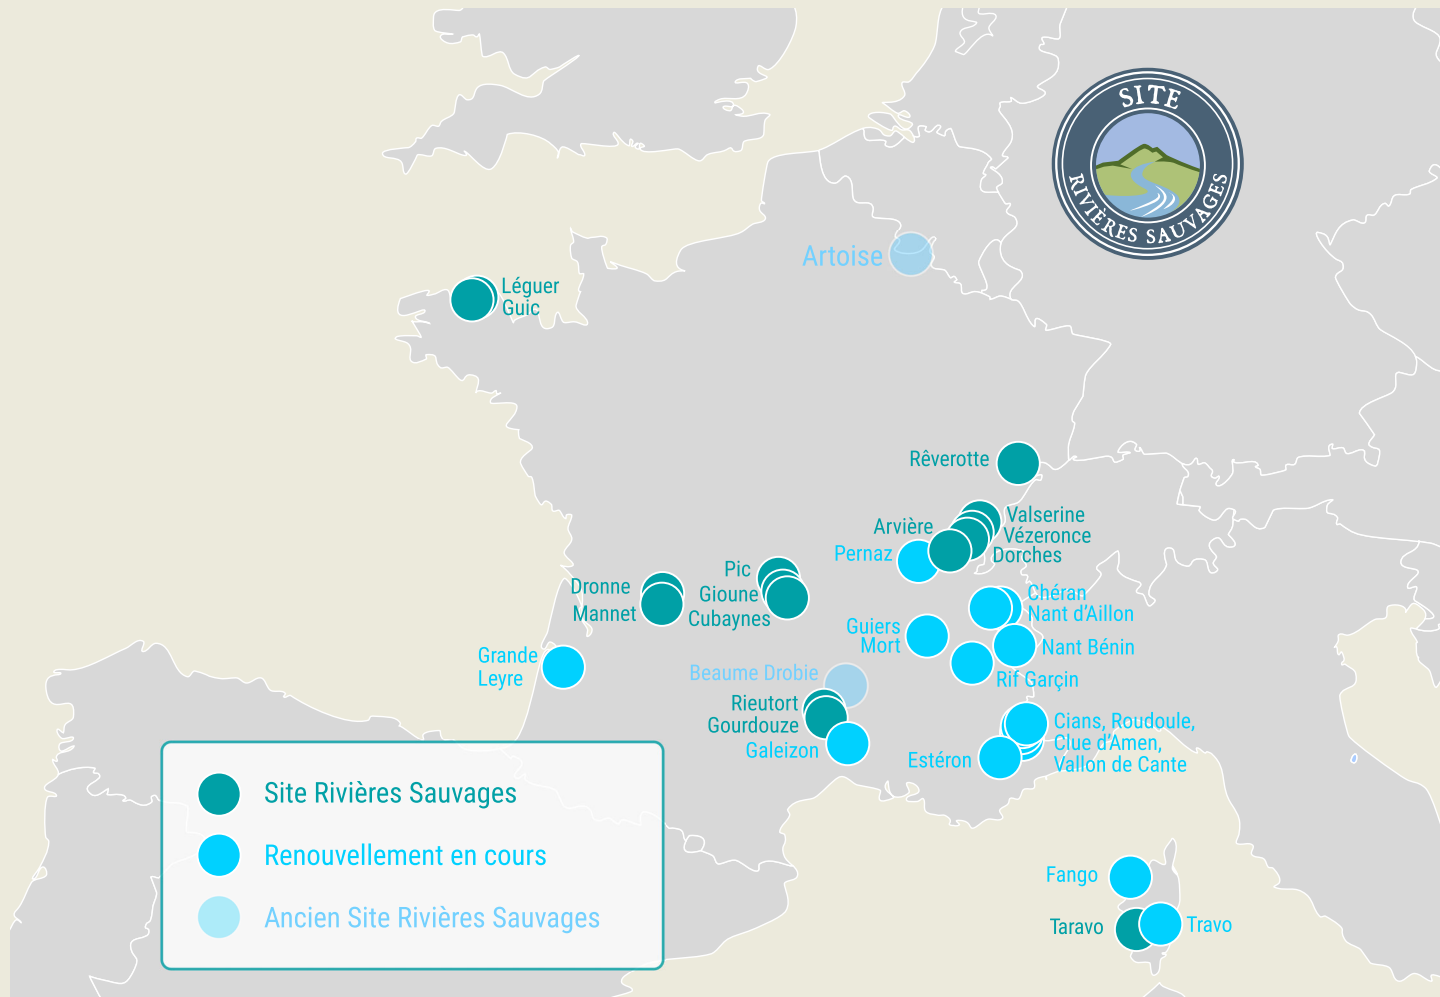 SITE
RIVIÈRES SAUVAGES
Artoise
Léguer
Guic
Rêverotte
Valserine
Arvière
Vézeronce
Pernaz
Dorches
Pic
Dronne
Gioune
Chéran
Mannet
Cubaynes
Nant d'Aillon
Guiers
Mort
Nant Bénin
Grande
Leyre
Beaume Drobie
Rif Garçin
Rieutort
Gourdouze
Galeizon
Cians, Roudoule,
Clue d'Amen,
Vallon de Cante
Estéron
Site Rivières Sauvages
Renouvellement en cours
Ancien Site Rivières Sauvages
Fango
Taravo
Travo